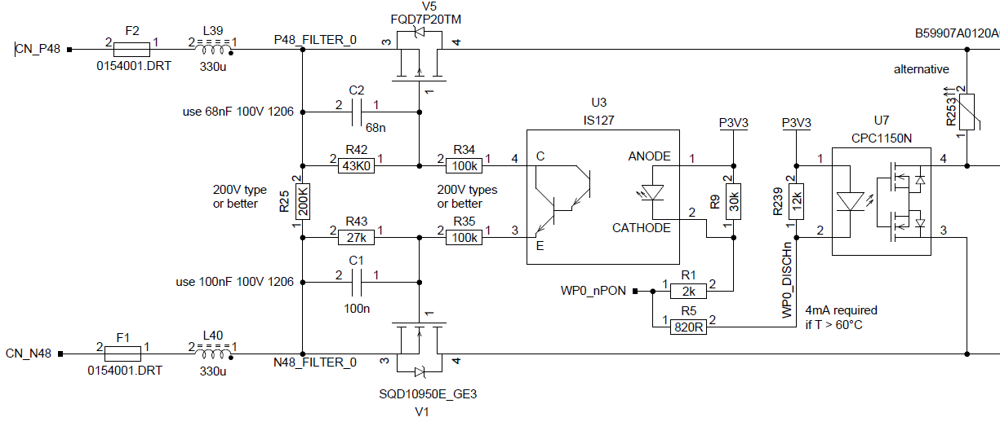 V5
FQD7P20TM
CN_P48
2 F2 1
0154001.DRT
2 L39 1
330u
P48_FILTER_0
3
4
1
B59907A0120A
alternative
use 68nF 100V 1206
2 C2 1
68n
U3
IS127
P3V3
P3V3
U7
CPC1150N
R253
2
1
2 R42 1
43K0
2 R34 1
100k
4
C
ANODE
1
1
4
200V type
or better
2
R25
200K
1
200V types
or better
2
R9
30k
1
2
R239
12k
1
2 R43 1
27k
2 R35 1
100k
3
E
2
CATHODE
2
3
use 100nF 100V 1206
2 C1 1
100n
WP0_nPON
1 R1 2
2k
1 R5 2
820R
WP0_DISCHn
4mA required
if T > 60°C
1
CN_N48
2 F1 1
0154001.DRT
2 L40 1
330u
N48_FILTER_0
3
4
SQD10950E_GE3
V1